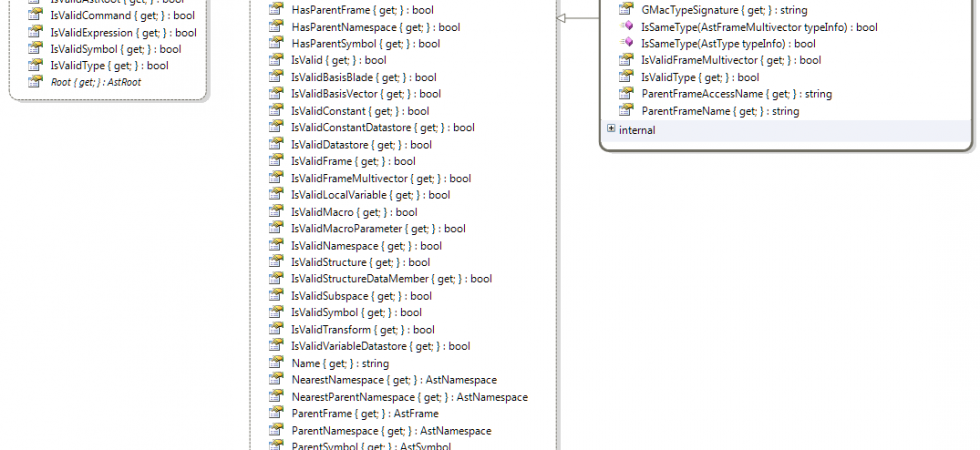 IsValidAstRoot { get; } : bool
IsValidCommand { get; } : bool
IsValidExpression { get; } : bool
IsValidSymbol { get; } : bool
IsValidType { get; } : bool
Root { get; } : AstRoot
HasParentFrame { get; } : bool
HasParentNamespace { get; } : bool
HasParentSymbol { get; } : bool
IsValid { get; } : bool
IsValidBasisBlade { get; } : bool
IsValidBasisVector { get; } : bool
IsValidConstant { get; } : bool
IsValidConstantDatastore { get; } : bool
IsValidDatastore { get; } : bool
IsValidFrame { get; } : bool
IsValidFrameMultivector { get; } : bool
IsValidLocalVariable { get; } : bool
IsValidMacro { get; } : bool
IsValidMacroParameter { get; } : bool
IsValidNamespace { get; } : bool
IsValidStructure { get; } : bool
IsValidStructureDataMember { get; } : bool
IsValidSubspace { get; } : bool
IsValidSymbol { get; } : bool
IsValidTransform { get; } : bool
IsValidVariableDatastore { get; } : bool
Name { get; } : string
NearestNamespace { get; } : AstNamespace
NearestParentNamespace { get; } : AstNamespace
ParentFrame { get; } : AstFrame
ParentNamespace { get; } : AstNamespace
ParentSymbol { get; } : AstSymbol
GMacTypeSignature { get; } : string
IsSameType(AstFrameMultivector typeInfo) : bool
IsSameType(AstType typeInfo) : bool
IsValidFrameMultivector { get; } : bool
IsValidType { get; } : bool
ParentFrameAccessName { get; } : string
ParentFrameName { get; } : string
internal